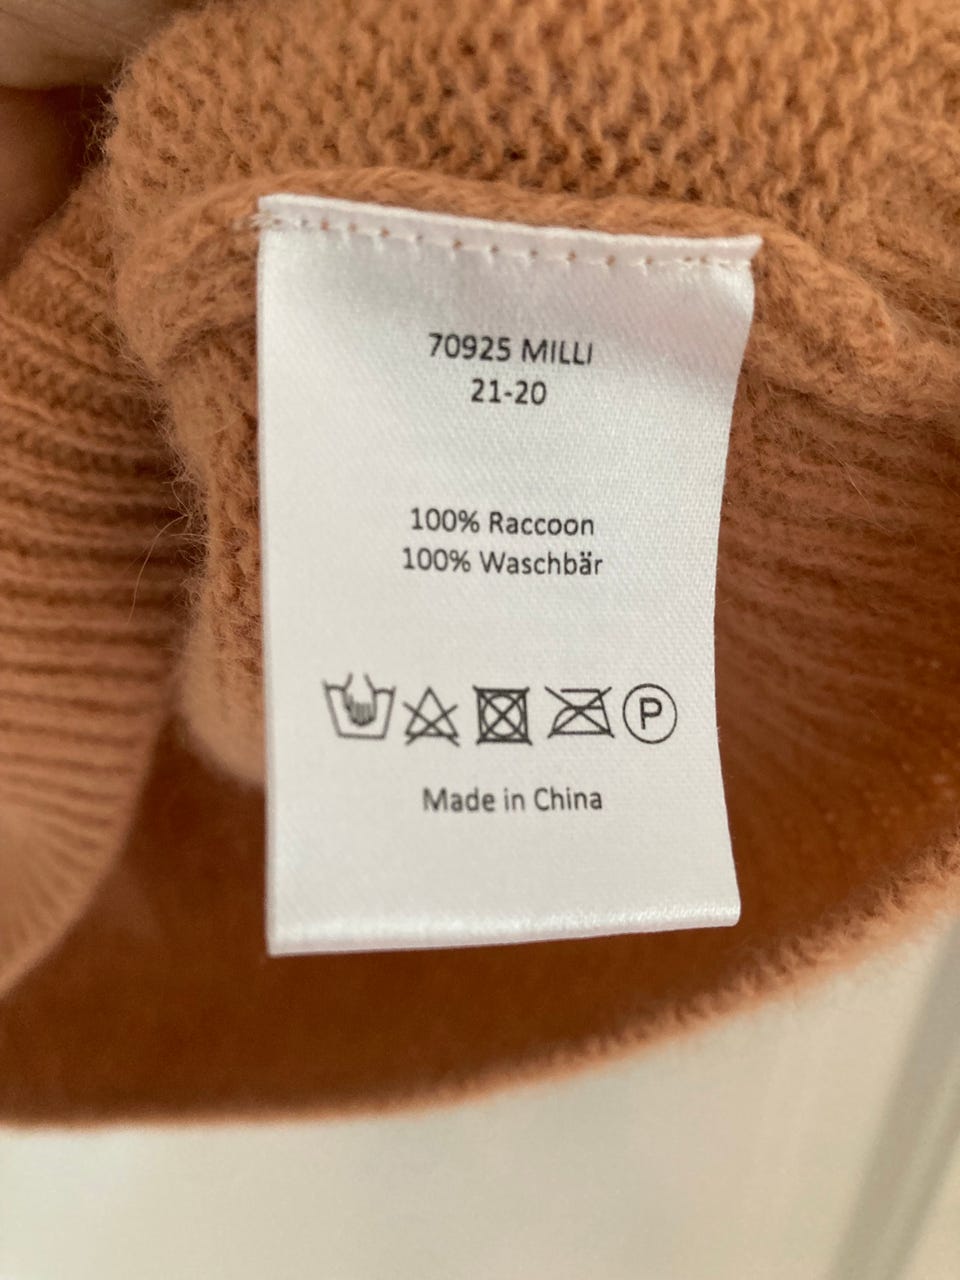 70925 MILLI
21-20
100% Raccoon
100% Waschbär
P
Made in China